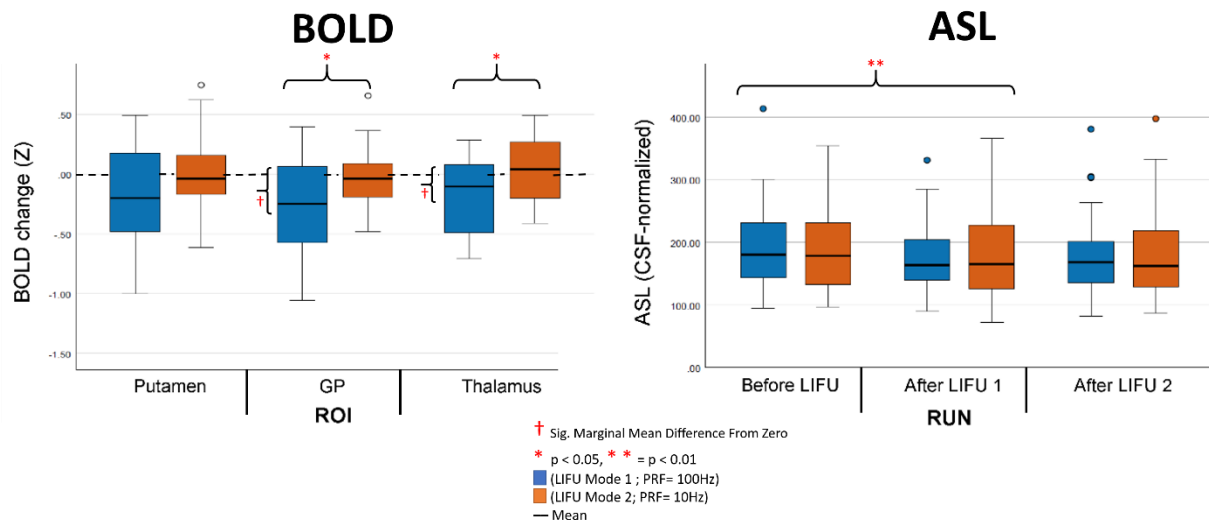 BOLD
ASL
*
*
**
BOLD change (Z)
.50
.00
-.50
-1.00
-1.50
†
†
Putamen
GP
Thalamus
ROI
ASL (CSF-normalized)
400.00
300.00
200.00
100.00
.00
Before LIFU
After LIFU 1
After LIFU 2
RUN
† Sig. Marginal Mean Difference From Zero
* p < 0.05, * * = p < 0.01
(LIFU Mode 1 ; PRF= 100Hz)
(LIFU Mode 2; PRF= 10Hz)
Mean